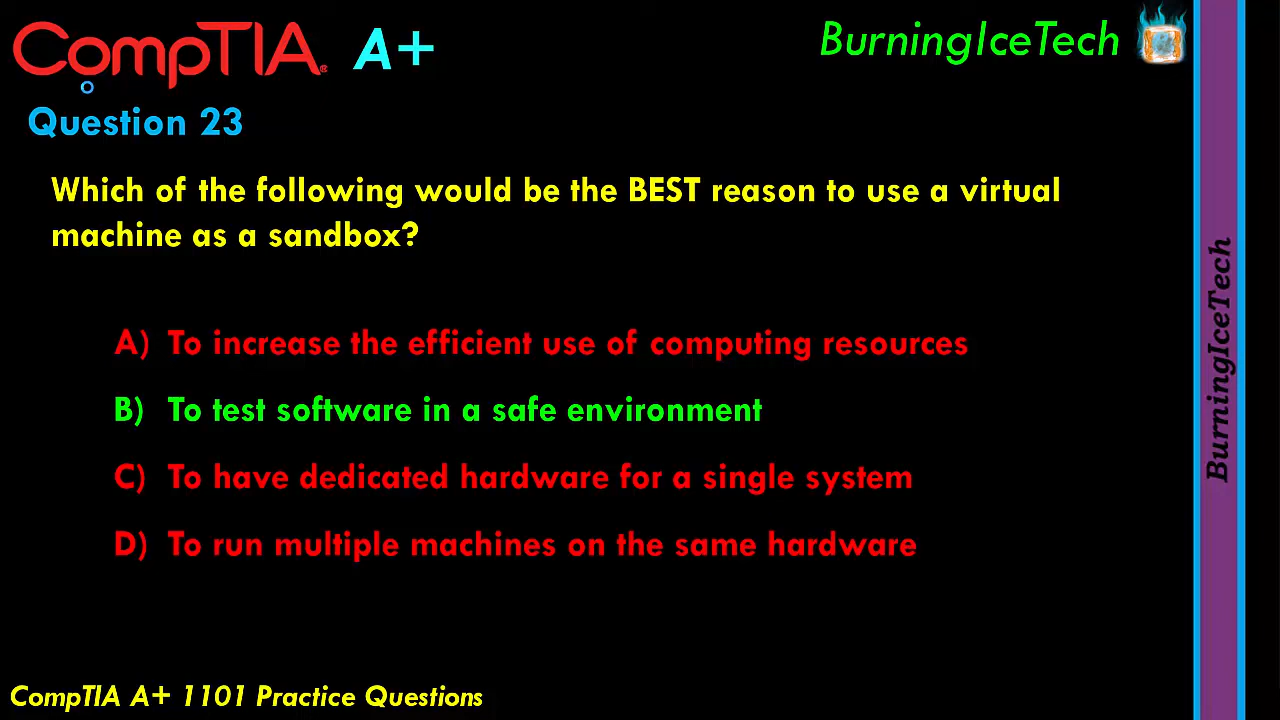 CompTIA® A+
BurningIceTech
Question 23
Which of the following would be the BEST reason to use a virtual
machine as a sandbox?
A) To increase the efficient use of computing resources
B) To test software in a safe environment
C) To have dedicated hardware for a single system
D) To run multiple machines on the same hardware
BurningIceTech
CompTIA A+ 1101 Practice Questions